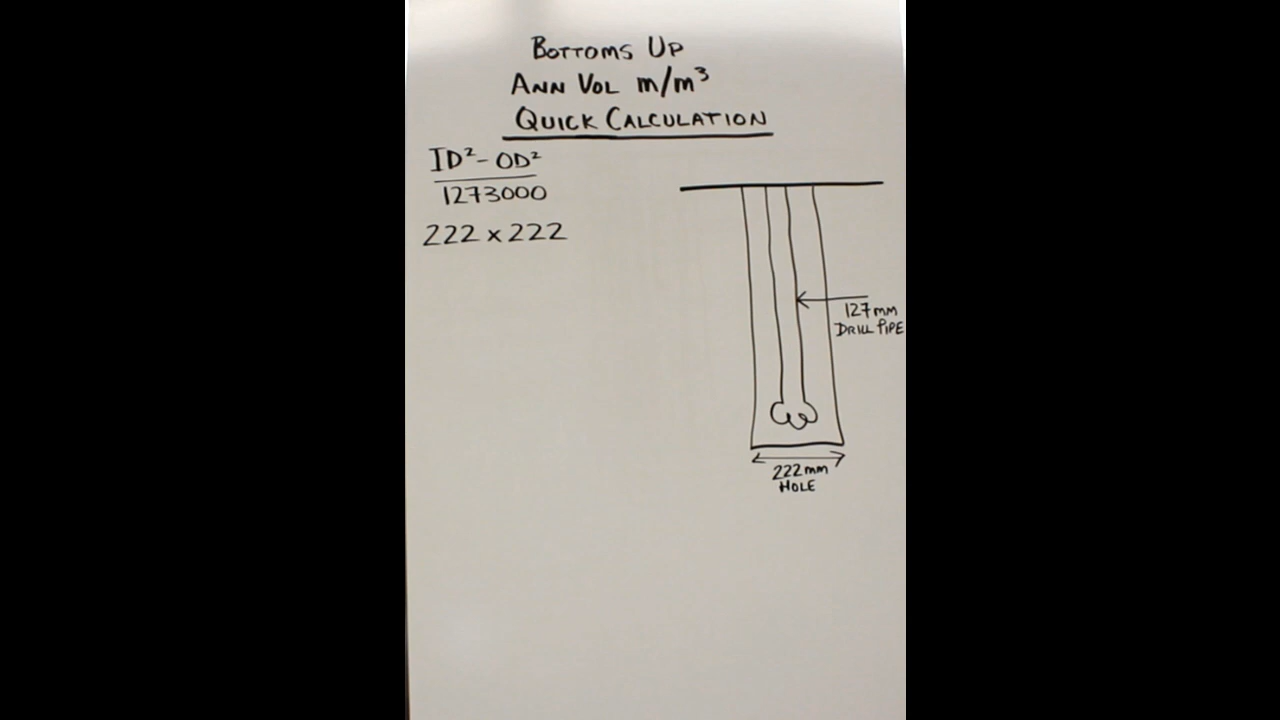 BOTTOMS UP
ANN VOL m/m³
QUICK CALCULATION
ID² - OD²
1273000
222 x 222
127mm
DRILL PIPE
222mm
HOLE